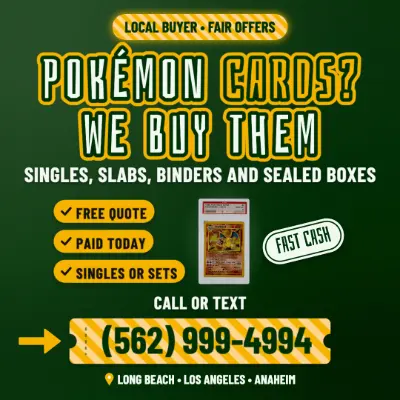 LOCAL BUYER • FAIR OFFERS
POKÉMON CARDS?
WE BUY THEM
SINGLES, SLABS, BINDERS AND SEALED BOXES
FREE QUOTE
PAID TODAY
SINGLES OR SETS
FAST CASH
CALL OR TEXT
(562) 999-4994
LONG BEACH • LOS ANGELES • ANAHEIM